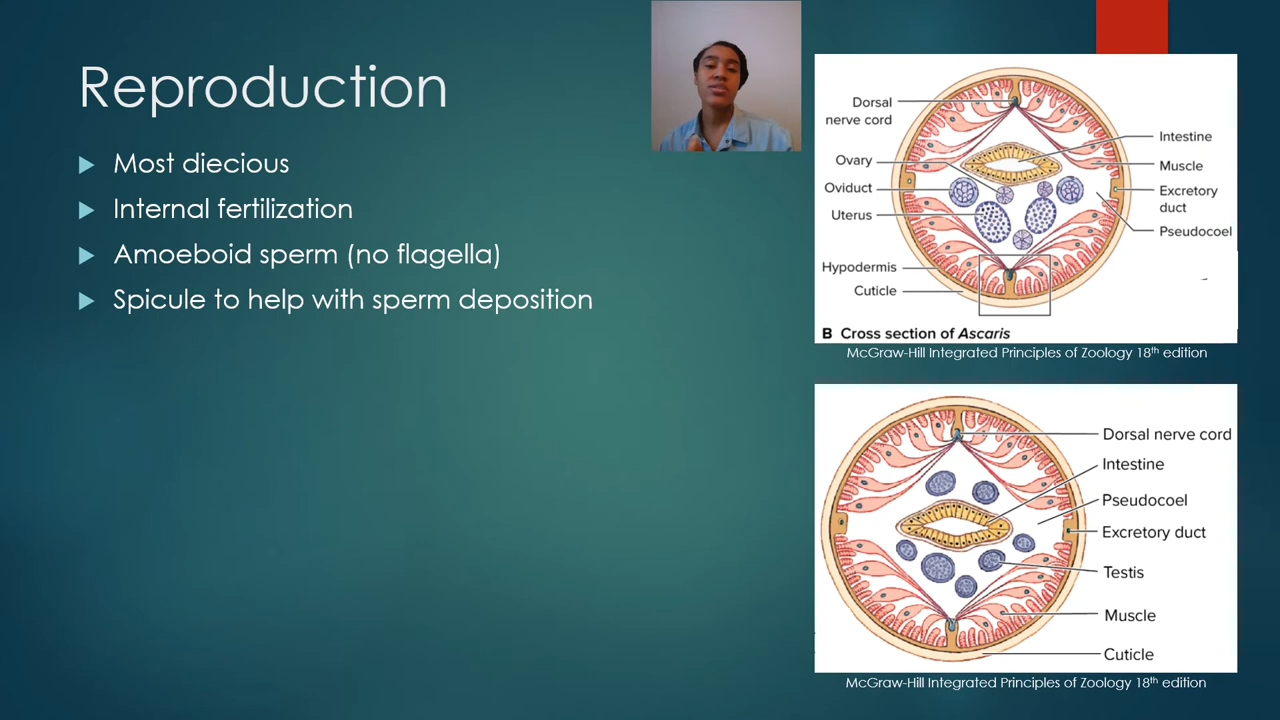 Reproduction
Most diecious
Internal fertilization
Amoeboid sperm (no flagella)
Spicule to help with sperm deposition
Dorsal
nerve cord
Ovary
Oviduct
Uterus
Hypodermis
Cuticle
Intestine
Muscle
Excretory
duct
Pseudocoel
B Cross section of Ascaris
McGraw-Hill Integrated Principles of Zoology 18th edition
Dorsal nerve cord
Intestine
Pseudocoel
Excretory duct
Testis
Muscle
Cuticle
McGraw-Hill Integrated Principles of Zoology 18th edition